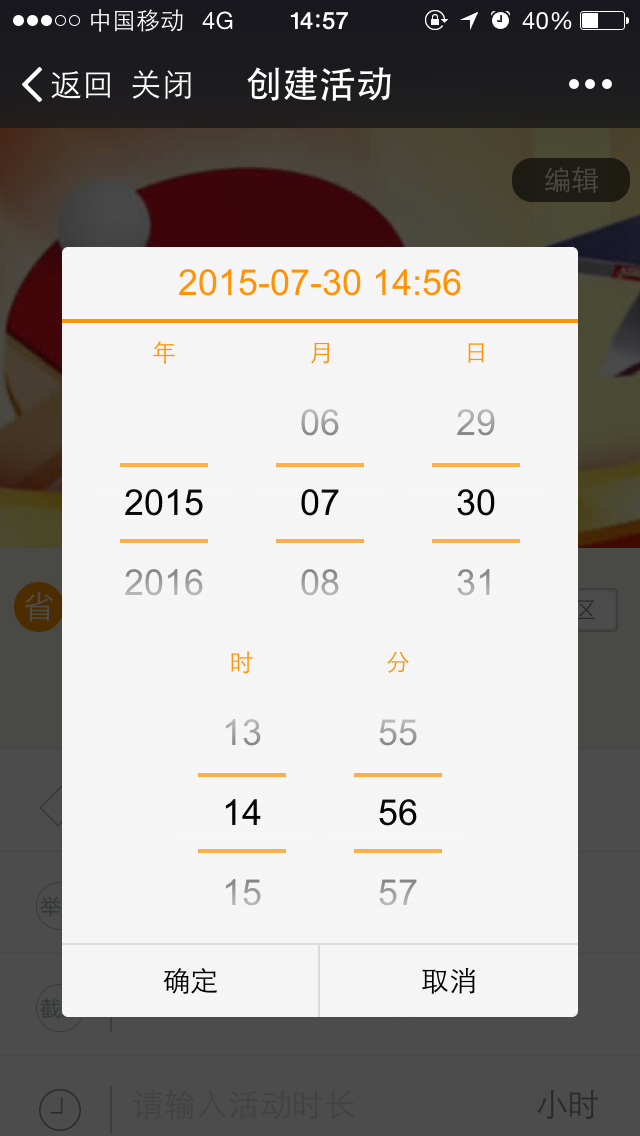 中国移动 4G 14:57 40%
返回 关闭 创建活动
编辑
2015-07-30 14:56
年 月 日
06 29
2015 07 30
2016 08 31
省 区
时 分
13 55
14 56
15 57
举
截
确定 取消
请输入活动时长 小时